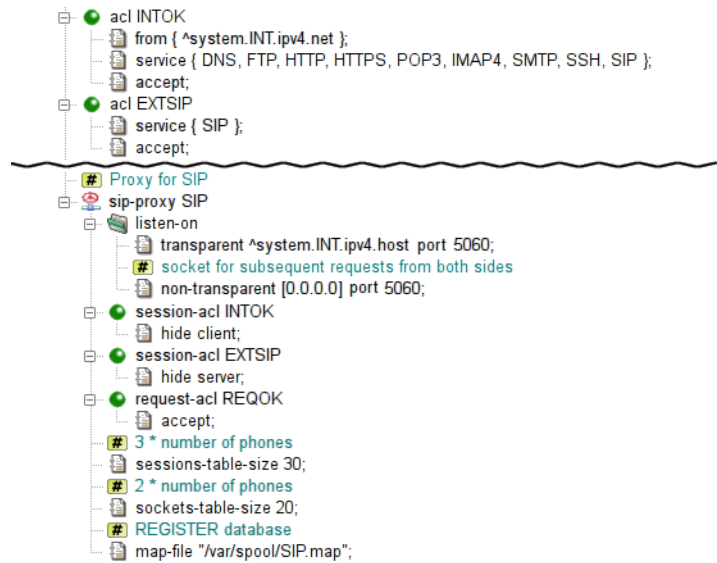 acl INTOK
from { ^system.INT.ipv4.net };
service { DNS, FTP, HTTP, HTTPS, POP3, IMAP4, SMTP, SSH, SIP };
accept;
acl EXTSIP
service { SIP };
accept;
# Proxy for SIP
sip-proxy SIP
listen-on
transparent ^system.INT.ipv4.host port 5060;
# socket for subsequent requests from both sides
non-transparent [0.0.0.0] port 5060;
session-acl INTOK
hide client;
session-acl EXTSIP
hide server;
request-acl REQOK
accept;
# 3 * number of phones
sessions-table-size 30;
# 2 * number of phones
sockets-table-size 20;
# REGISTER database
map-file "/var/spool/SIP.map";